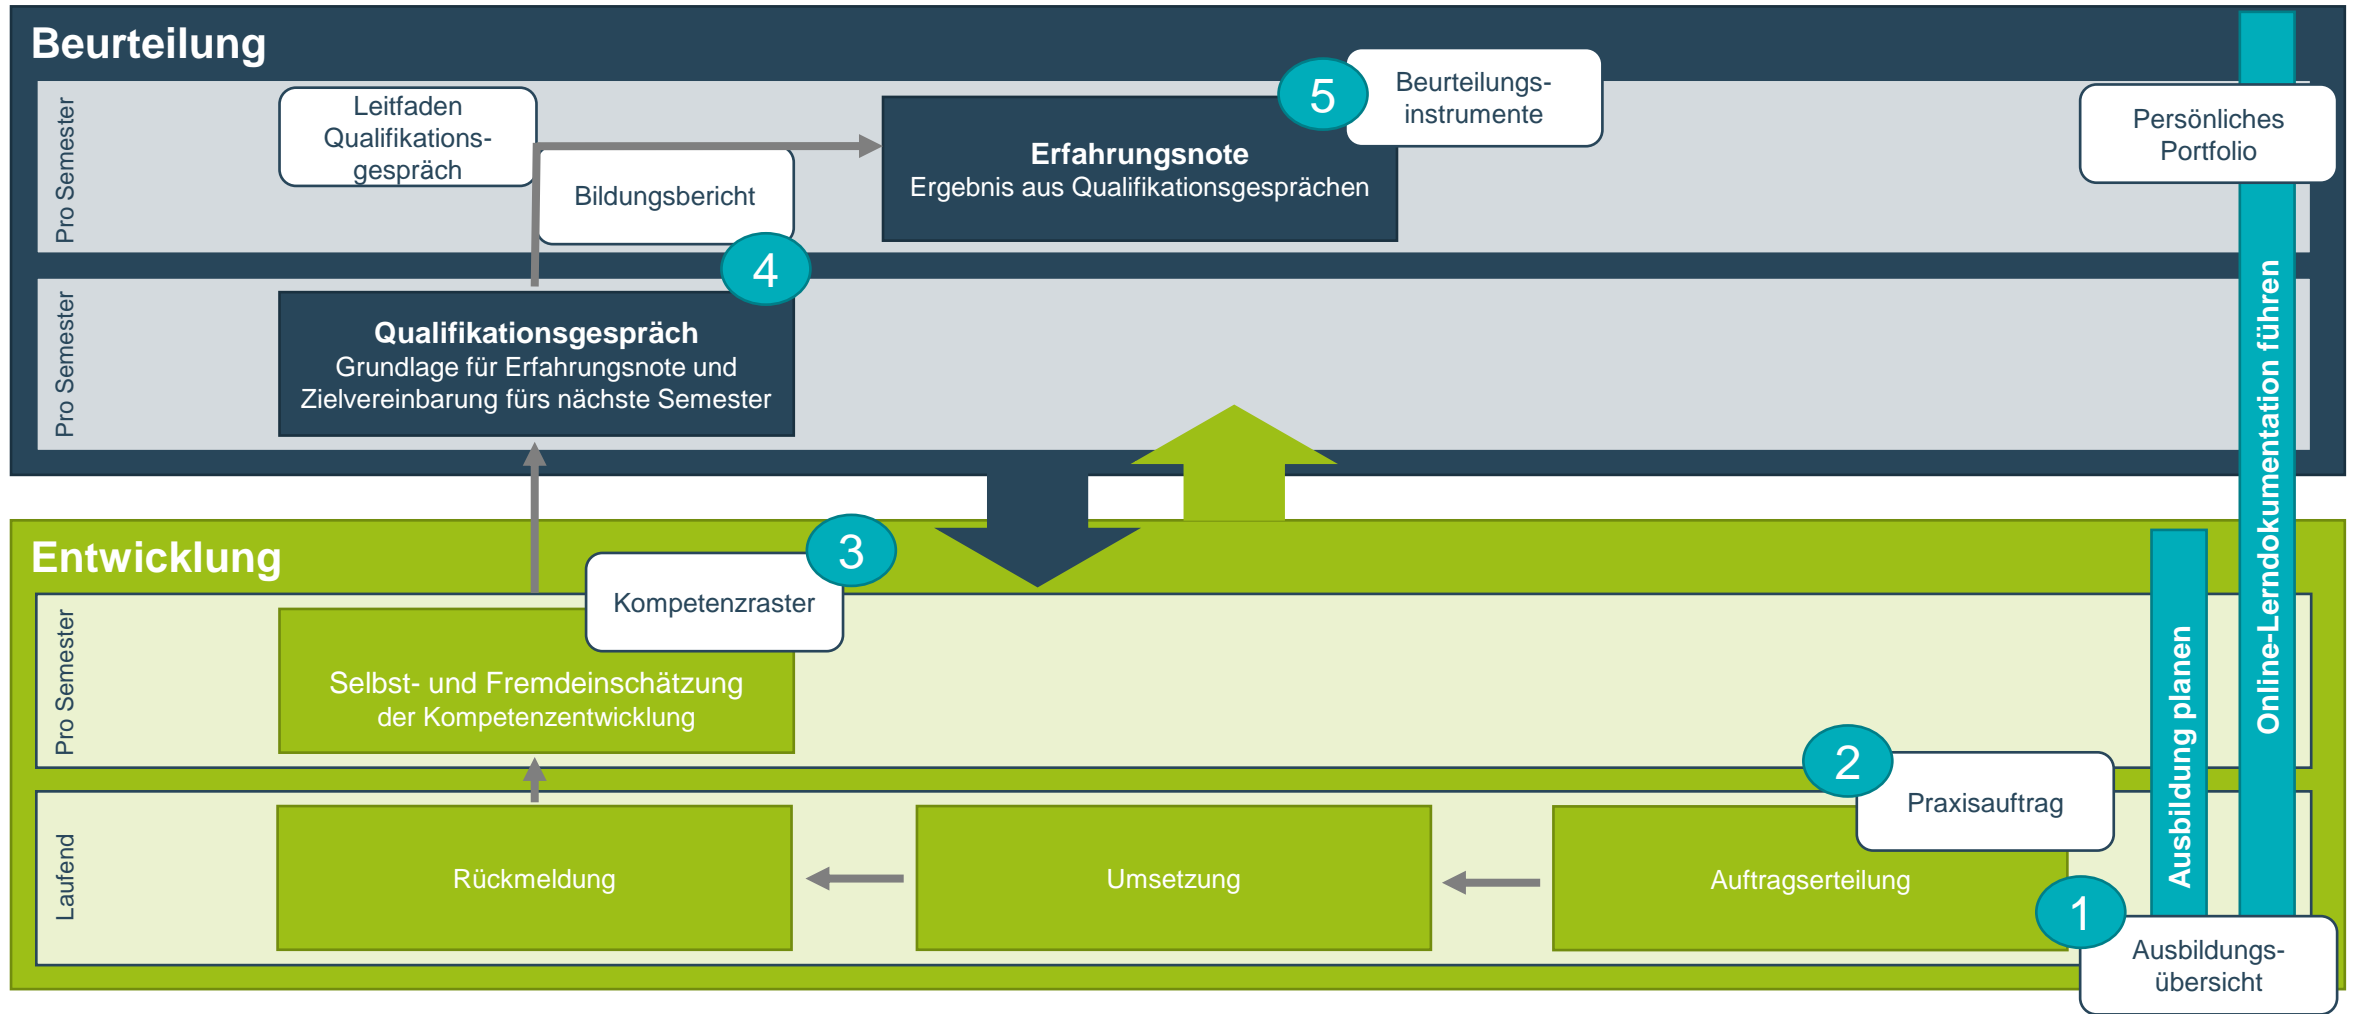 Beurteilung
Pro Semester
Leitfaden
Qualifikations-
gespräch
Bildungsbericht
5
Beurteilungs-
instrumente
Erfahrungsnote
Ergebnis aus Qualifikationsgesprächen
Persönliches
Portfolio
Pro Semester
4
Qualifikationsgespräch
Grundlage für Erfahrungsnote und
Zielvereinbarung fürs nächste Semester
Online-Lerndokumentation führen
Entwicklung
Pro Semester
3
Kompetenzraster
Selbst- und Fremdeinschätzung
der Kompetenzentwicklung
Ausbildung planen
Laufend
Rückmeldung
Umsetzung
2
Praxisauftrag
Auftragserteilung
1
Ausbildungs-
übersicht